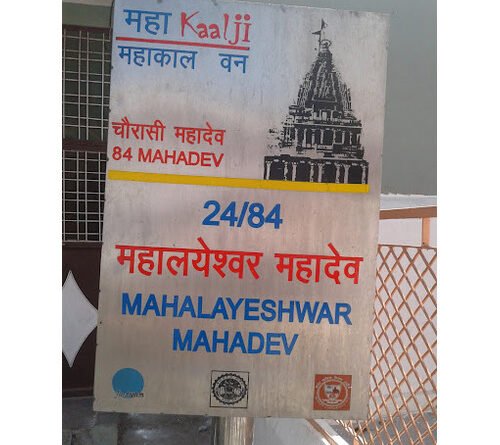 महा Kaalji
महाकाल वन
चौरासी महादेव
84 MAHADEV
24/84
महालयेश्वर महादेव
MAHALAYESHWAR
MAHADEV